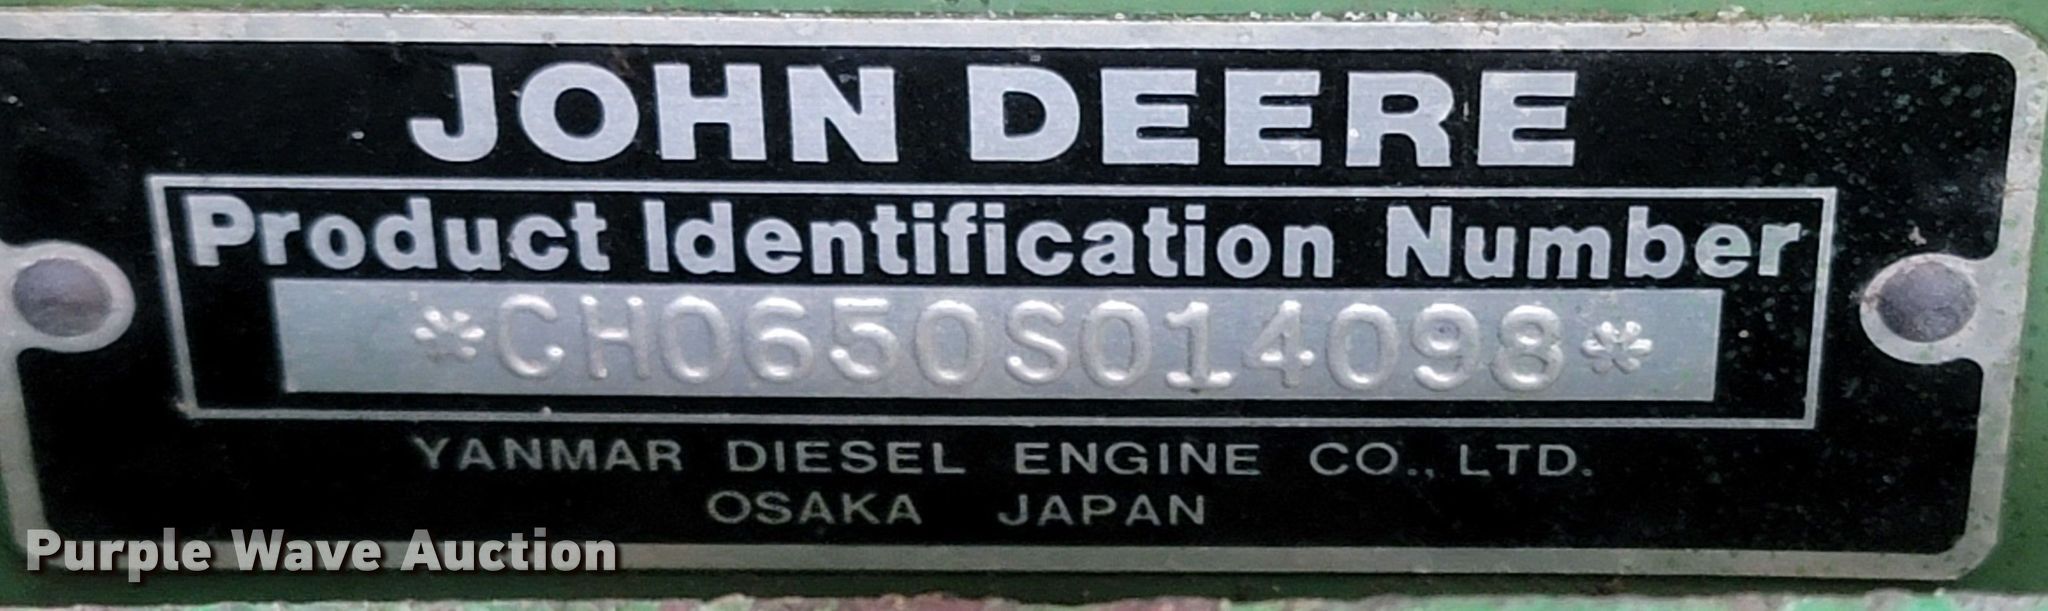 JOHN DEERE
Product Identification Number
*CH0650S014098*
YANMAR DIESEL ENGINE CO., LTD.
OSAKA JAPAN
Purple Wave Auction